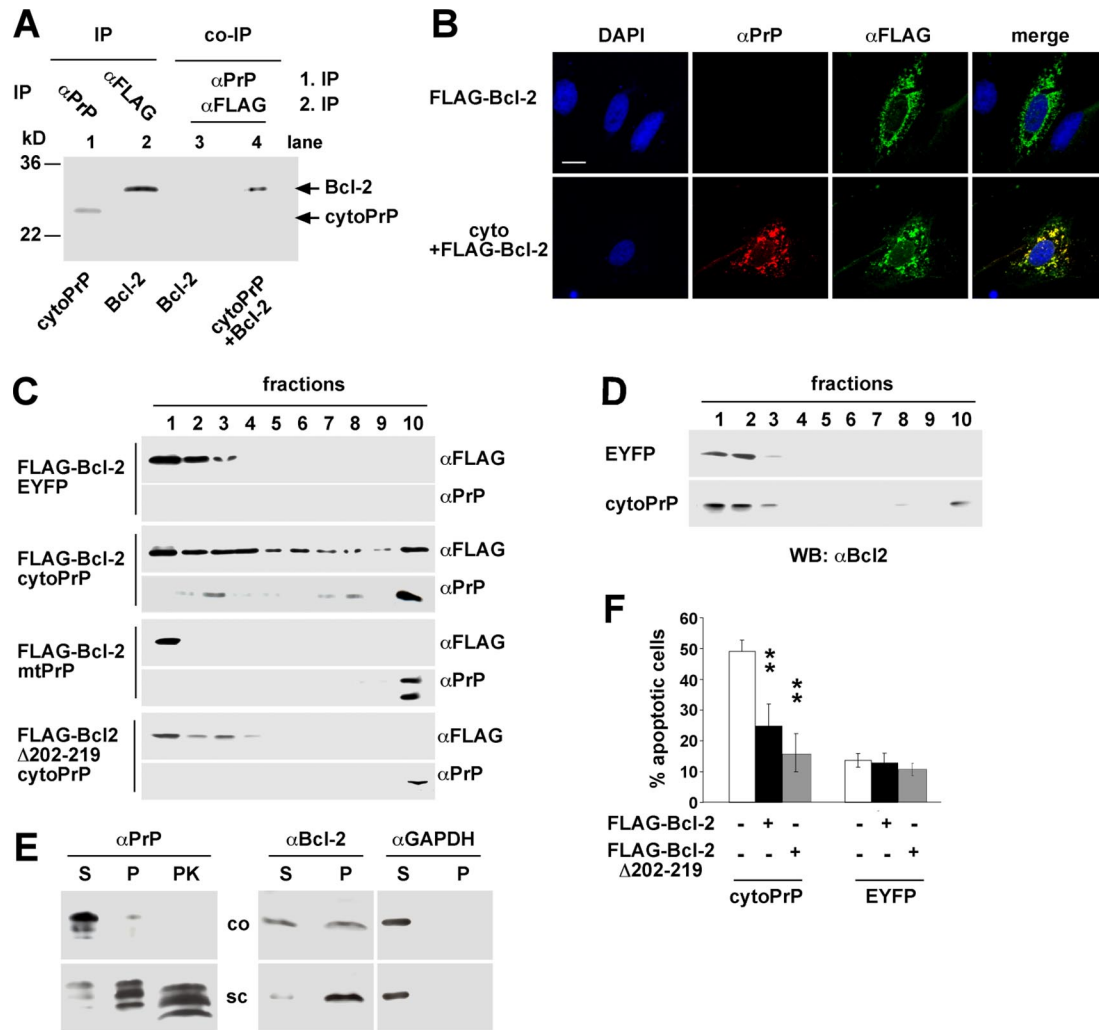 A
IP co-IP
IP αPrP αFLAG αPrP 1. IP
αFLAG 2. IP
kD 1 2 3 4 lane
36
Bcl-2
cytoPrP
22
cytoPrP Bcl-2 Bcl-2 cytoPrP
+Bcl-2
B
DAPI αPrP αFLAG merge
FLAG-Bcl-2
cyto
+FLAG-Bcl-2
C
fractions
1 2 3 4 5 6 7 8 9 10
FLAG-Bcl-2 αFLAG
EYFP αPrP
FLAG-Bcl-2 αFLAG
cytoPrP αPrP
FLAG-Bcl-2 αFLAG
mtPrP αPrP
FLAG-Bcl2 αFLAG
Δ202-219
cytoPrP αPrP
D
fractions
1 2 3 4 5 6 7 8 9 10
EYFP
cytoPrP
WB: αBcl2
E
αPrP αBcl-2 αGAPDH
S P PK S P S P
co
sc
F
% apoptotic cells
60
50
40
30
20
10
0
* *
* *
FLAG-Bcl-2 - + - - + -
FLAG-Bcl-2 - - + - - +
Δ202-219
cytoPrP EYFP